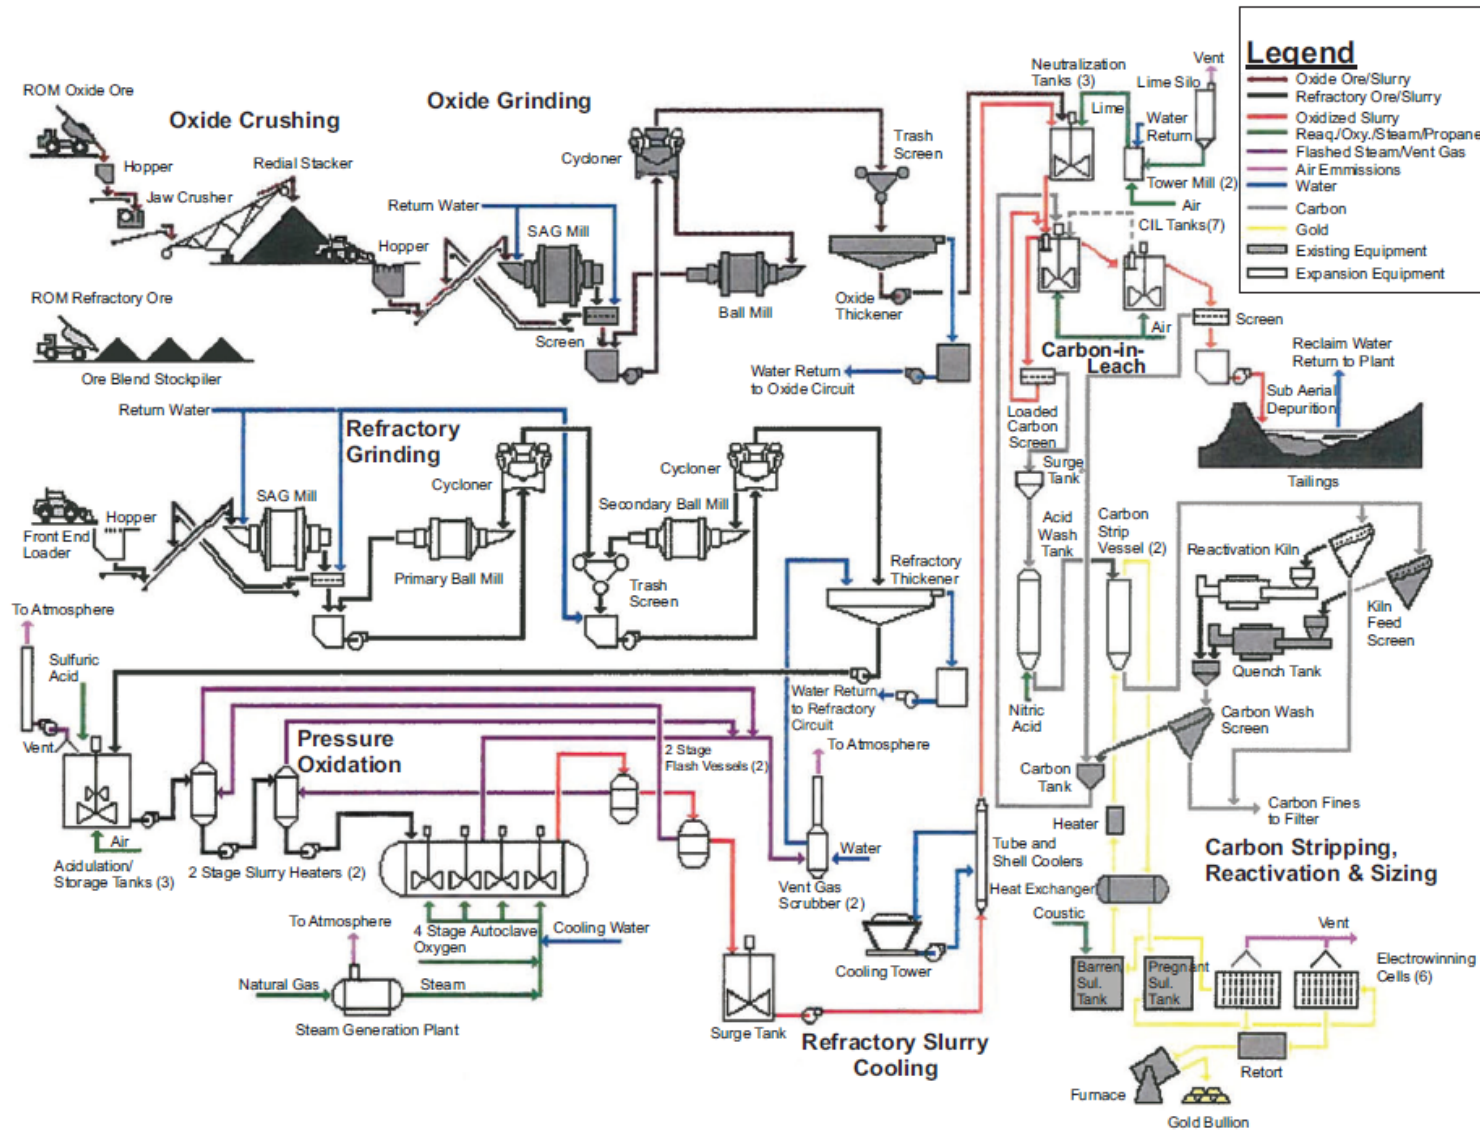 Legend
Oxide Ore/Slurry
Refractory Ore/Slurry
Oxidized Slurry
Reaq./Oxy./Steam/Propane
Flashed Steam/Vent Gas
Air Emmissions
Water
Carbon
Gold
Existing Equipment
Expansion Equipment
ROM Oxide Ore
Oxide Crushing
Hopper
Jaw Crusher
Redial Stacker
Hopper
Oxide Grinding
Return Water
SAG Mill
Screen
Cycloner
Ball Mill
Trash
Screen
Oxide
Thickener
Water Return
to Oxide Circuit
ROM Refractory Ore
Ore Blend Stockpiler
Return Water
Refractory
Grinding
Front End
Loader
Hopper
SAG Mill
Primary Ball Mill
Cycloner
Trash
Screen
Secondary Ball Mill
Cycloner
Refractory
Thickener
Water Return
to Refractory
Circuit
Neutralization
Tanks (3)
Lime
Vent
Lime Silo
Water
Return
Tower Mill (2)
Air
CIL Tanks(7)
Air
Carbon-in-
Leach
Screen
Reclaim Water
Return to Plant
Sub Aerial
Depurition
Tailings
Loaded
Carbon
Screen
Surge
Tank
Acid
Wash
Tank
Carbon
Strip
Vessel (2)
Reactivation Kiln
Kiln
Feed
Screen
Quench Tank
Nitric
Acid
Carbon Wash
Screen
Carbon
Tank
Carbon Fines
to Filter
Carbon Stripping,
Reactivation & Sizing
To Atmosphere
Sulfuric
Acid
Vent
Air
Acidulation/
Storage Tanks (3)
Pressure
Oxidation
2 Stage Slurry Heaters (2)
2 Stage
Flash Vessels (2)
To Atmosphere
Water
Vent Gas
Scrubber (2)
4 Stage Autoclave
Oxygen
Cooling Water
To Atmosphere
Natural Gas
Steam
Steam Generation Plant
Surge Tank
Cooling Tower
Tube and
Shell Coolers
Refractory Slurry
Cooling
Heater
Heat Exchanger
Coustic
Barren
Sul.
Tank
Pregnant
Sul.
Tank
Vent
Electrowinning
Cells (6)
Retort
Furnace
Gold Bullion